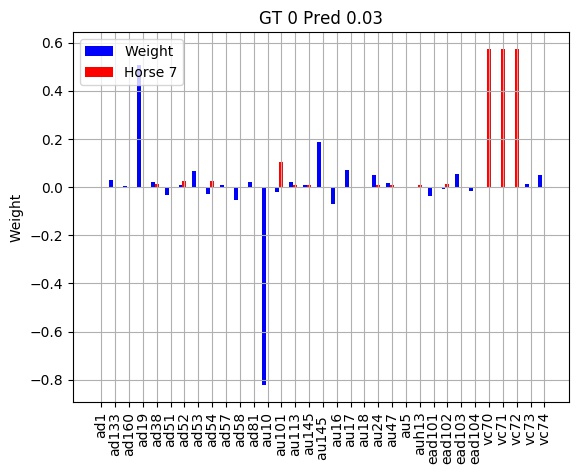 GT 0 Pred 0.03
Weight
Horse 7
Weight
0.6
0.4
0.2
0.0
−0.2
−0.4
−0.6
−0.8
ad1
ad133
ad160
ad19
ad38
ad51
ad52
ad53
ad54
ad57
ad58
ad81
au10
au101
au113
au145
au145
au16
au17
au18
au24
au47
au5
auh13
ead101
ead102
ead103
ead104
vc70
vc71
vc72
vc73
vc74